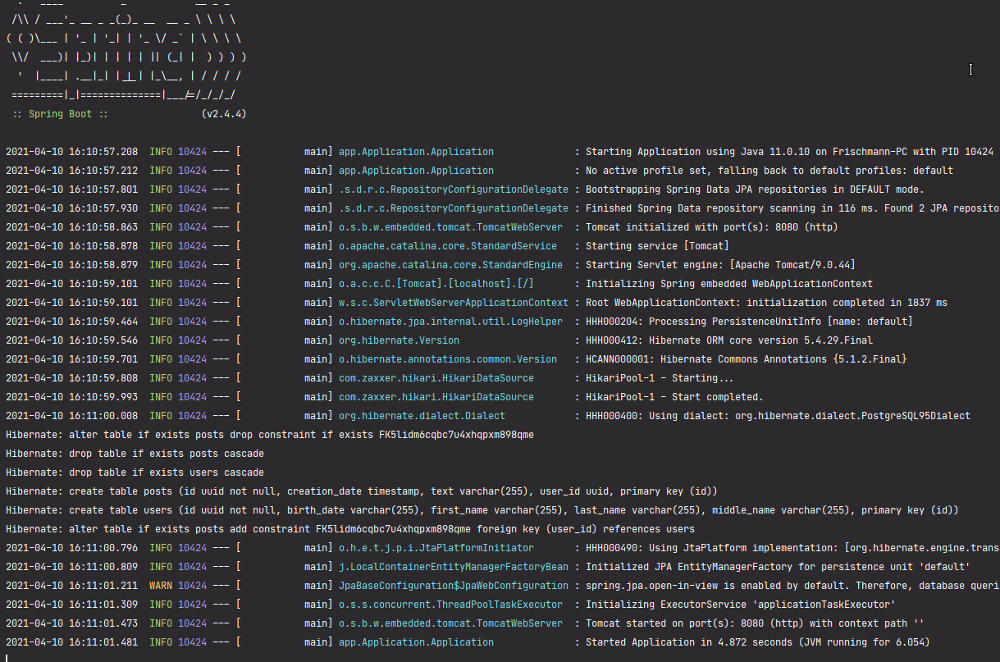 :: Spring Boot ::                (v2.4.4)
2021-04-10 16:10:57.208  INFO 10424 --- [           main] app.Application.Application              : Starting Application using Java 11.0.10 on Frischmann-PC with PID 10424
2021-04-10 16:10:57.212  INFO 10424 --- [           main] app.Application.Application              : No active profile set, falling back to default profiles: default
2021-04-10 16:10:57.801  INFO 10424 --- [           main] .s.d.r.c.RepositoryConfigurationDelegate : Bootstrapping Spring Data JPA repositories in DEFAULT mode.
2021-04-10 16:10:57.930  INFO 10424 --- [           main] .s.d.r.c.RepositoryConfigurationDelegate : Finished Spring Data repository scanning in 116 ms. Found 2 JPA reposito
2021-04-10 16:10:58.863  INFO 10424 --- [           main] o.s.b.w.embedded.tomcat.TomcatWebServer  : Tomcat initialized with port(s): 8080 (http)
2021-04-10 16:10:58.878  INFO 10424 --- [           main] o.apache.catalina.core.StandardService   : Starting service [Tomcat]
2021-04-10 16:10:58.879  INFO 10424 --- [           main] org.apache.catalina.core.StandardEngine  : Starting Servlet engine: [Apache Tomcat/9.0.44]
2021-04-10 16:10:59.101  INFO 10424 --- [           main] o.a.c.c.C.[Tomcat].[localhost].[/]       : Initializing Spring embedded WebApplicationContext
2021-04-10 16:10:59.101  INFO 10424 --- [           main] w.s.c.ServletWebServerApplicationContext : Root WebApplicationContext: initialization completed in 1837 ms
2021-04-10 16:10:59.464  INFO 10424 --- [           main] o.hibernate.jpa.internal.util.LogHelper  : HHH000204: Processing PersistenceUnitInfo [name: default]
2021-04-10 16:10:59.546  INFO 10424 --- [           main] org.hibernate.Version                    : HHH000412: Hibernate ORM core version 5.4.29.Final
2021-04-10 16:10:59.701  INFO 10424 --- [           main] o.hibernate.annotations.common.Version   : HCANN000001: Hibernate Commons Annotations {5.1.2.Final}
2021-04-10 16:10:59.808  INFO 10424 --- [           main] com.zaxxer.hikari.HikariDataSource       : HikariPool-1 - Starting...
2021-04-10 16:10:59.993  INFO 10424 --- [           main] com.zaxxer.hikari.HikariDataSource       : HikariPool-1 - Start completed.
2021-04-10 16:11:00.008  INFO 10424 --- [           main] org.hibernate.dialect.Dialect            : HHH000400: Using dialect: org.hibernate.dialect.PostgreSQL95Dialect
Hibernate: alter table if exists posts drop constraint if exists FK5lidm6cqbc7u4xhqpxm898qme
Hibernate: drop table if exists posts cascade
Hibernate: drop table if exists users cascade
Hibernate: create table posts (id uuid not null, creation_date timestamp, text varchar(255), user_id uuid, primary key (id))
Hibernate: create table users (id uuid not null, birth_date varchar(255), first_name varchar(255), last_name varchar(255), middle_name varchar(255), primary key (id))
Hibernate: alter table if exists posts add constraint FK5lidm6cqbc7u4xhqpxm898qme foreign key (user_id) references users
2021-04-10 16:11:00.796  INFO 10424 --- [           main] o.h.e.t.j.p.i.JtaPlatformInitiator       : HHH000490: Using JtaPlatform implementation: [org.hibernate.engine.trans
2021-04-10 16:11:00.809  INFO 10424 --- [           main] j.LocalContainerEntityManagerFactoryBean : Initialized JPA EntityManagerFactory for persistence unit 'default'
2021-04-10 16:11:01.211  WARN 10424 --- [           main] JpaBaseConfiguration$JpaWebConfiguration : spring.jpa.open-in-view is enabled by default. Therefore, database queri
2021-04-10 16:11:01.309  INFO 10424 --- [           main] o.s.s.concurrent.ThreadPoolTaskExecutor  : Initializing ExecutorService 'applicationTaskExecutor'
2021-04-10 16:11:01.473  INFO 10424 --- [           main] o.s.b.w.embedded.tomcat.TomcatWebServer  : Tomcat started on port(s): 8080 (http) with context path ''
2021-04-10 16:11:01.481  INFO 10424 --- [           main] app.Application.Application              : Started Application in 4.872 seconds (JVM running for 6.054)